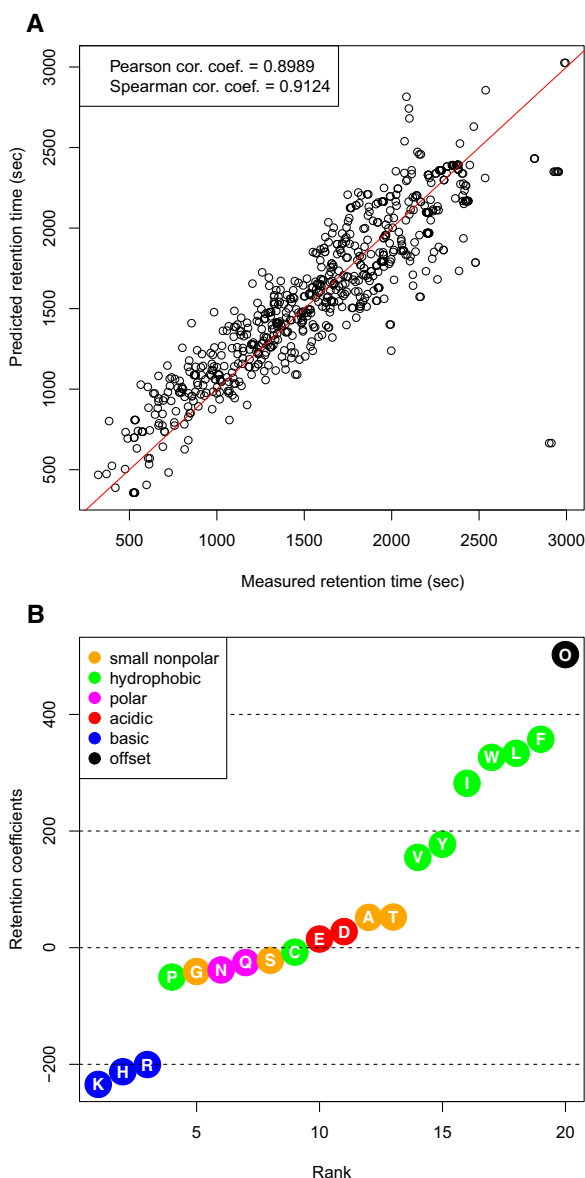 A
Pearson cor. coef. = 0.8989
Spearman cor. coef. = 0.9124
Predicted retention time (sec)
3000
2500
2000
1500
1000
500
500 1000 1500 2000 2500 3000
Measured retention time (sec)
B
small nonpolar
hydrophobic
polar
acidic
basic
offset
Retention coefficients
400
200
0
−200
K H R P G N Q S C E D A T V Y I W L F O
5 10 15 20
Rank